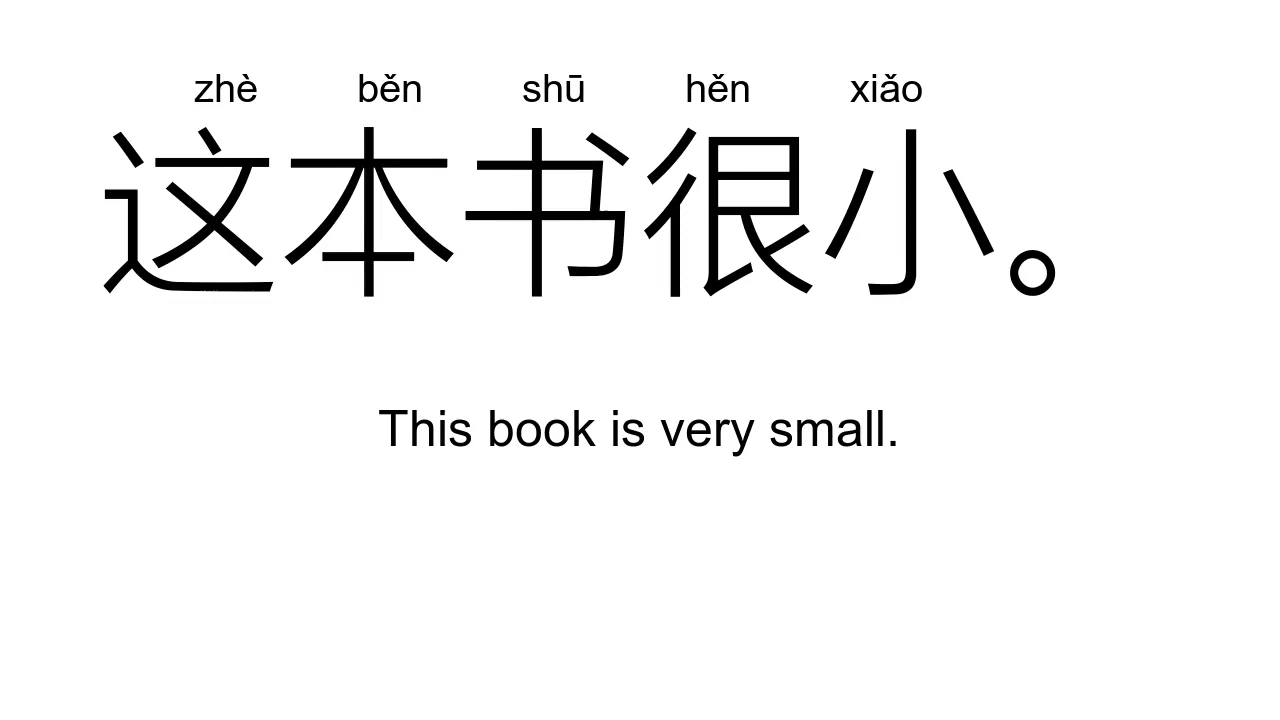 zhè běn shū hěn xiǎo
这本书很小。
This book is very small.